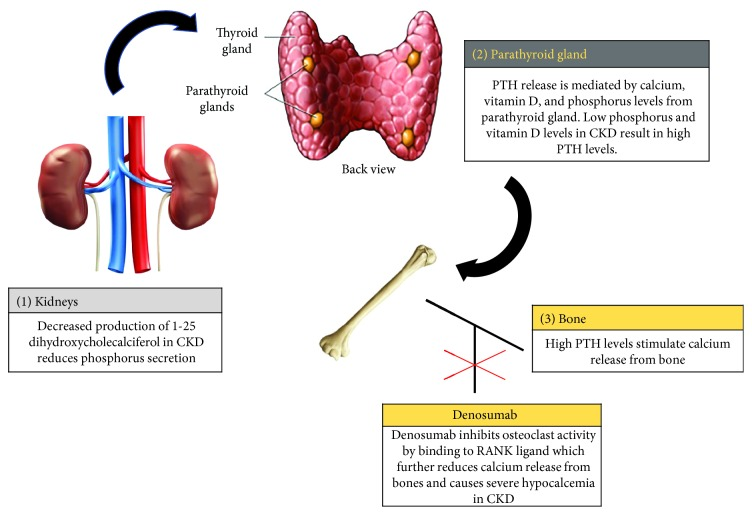 Thyroid
gland
Parathyroid
glands
Back view
(2) Parathyroid gland
PTH release is mediated by calcium,
vitamin D, and phosphorus levels from
parathyroid gland. Low phosphorus and
vitamin D levels in CKD result in high
PTH levels.
(1) Kidneys
Decreased production of 1-25
dihydroxycholecalciferol in CKD
reduces phosphorus secretion
(3) Bone
High PTH levels stimulate calcium
release from bone
Denosumab
Denosumab inhibits osteoclast activity
by binding to RANK ligand which
further reduces calcium release from
bones and causes severe hypocalcemia
in CKD